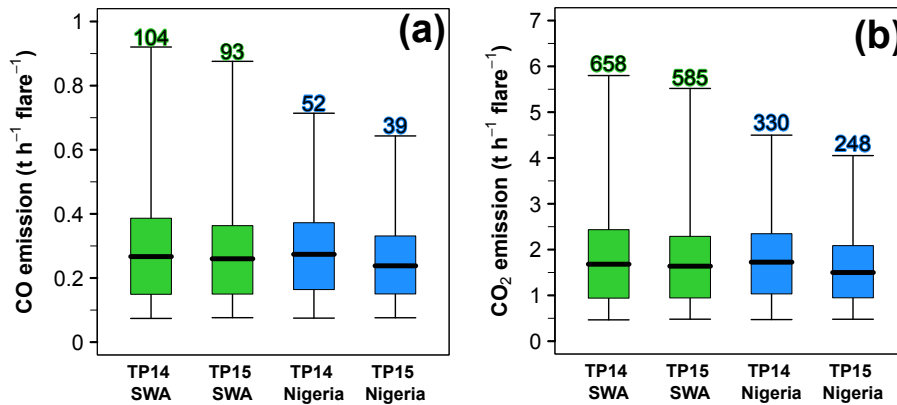 (a)
CO emission (t h⁻¹ flare⁻¹)
1
0.8
0.6
0.4
0.2
0
104
93
52
39
TP14 SWA
TP15 SWA
TP14 Nigeria
TP15 Nigeria
(b)
CO₂ emission (t h⁻¹ flare⁻¹)
7
6
5
4
3
2
1
0
658
585
330
248
TP14 SWA
TP15 SWA
TP14 Nigeria
TP15 Nigeria